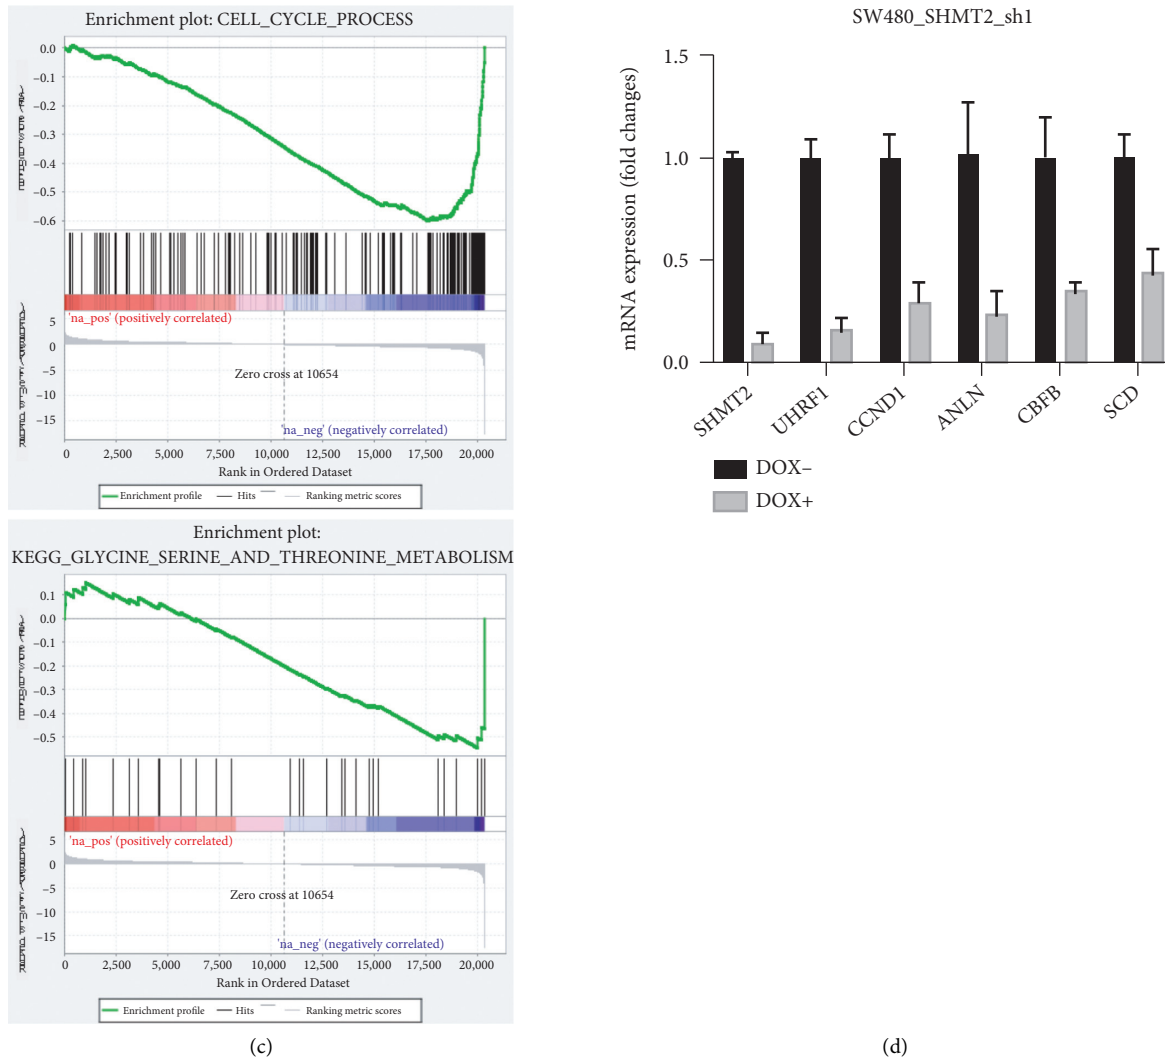 Enrichment plot: CELL_CYCLE_PROCESS
0.0
−0.1
−0.2
−0.3
−0.4
−0.5
−0.6
'na_pos' (positively correlated)
5
0
−5
−10
−15
Zero cross at 10654
'na_neg' (negatively correlated)
0 2,500 5,000 7,500 10,000 12,500 15,000 17,500 20,000
Rank in Ordered Dataset
Enrichment profile Hits Ranking metric scores
Enrichment plot:
KEGG_GLYCINE_SERINE_AND_THREONINE_METABOLISM
0.1
0.0
−0.1
−0.2
−0.3
−0.4
−0.5
'na_pos' (positively correlated)
5
0
−5
−10
−15
Zero cross at 10654
'na_neg' (negatively correlated)
0 2,500 5,000 7,500 10,000 12,500 15,000 17,500 20,000
Rank in Ordered Dataset
Enrichment profile Hits Ranking metric scores
(c)
SW480_SHMT2_sh1
mRNA expression (fold changes)
1.5
1.0
0.5
0.0
SHMT2 UHRF1 CCND1 ANLN CBFB SCD
DOX−
DOX+
(d)